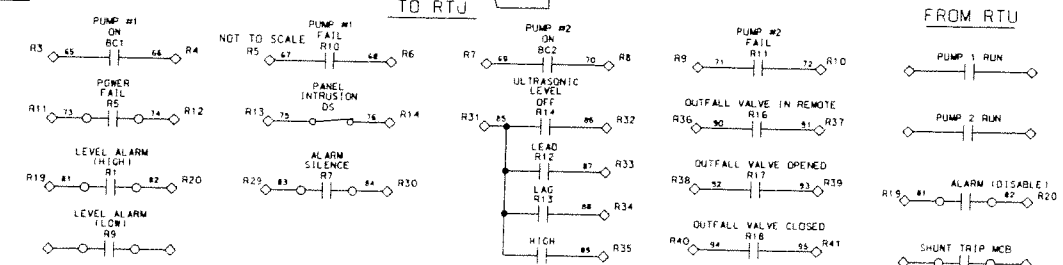 TO RTU
FROM RTU
PUMP #1
ON
BC1
R3 65 66 R4
NOT TO SCALE
PUMP #1
FAIL
R10
R5 67 68 R6
PUMP #2
ON
BC2
R7 69 70 R8
PUMP #2
FAIL
R11
R9 71 72 R10
PUMP 1 RUN
POWER
FAIL
R5
R11 73 74 R12
PANEL
INTRUSION
DS
R13 75 76 R14
ULTRASONIC
LEVEL
OFF
R14
R31 85 86 R32
OUTFALL VALVE IN REMOTE
R16
R36 90 91 R37
PUMP 2 RUN
LEVEL ALARM
(HIGH)
R1
R19 81 82 R20
ALARM
SILENCE
R7
R29 83 84 R30
LEAD
R12
87 R33
OUTFALL VALVE OPENED
R17
R38 92 93 R39
ALARM (DISABLE)
R19 81 82 R20
LAG
R13
88 R34
LEVEL ALARM
(LOW)
R9
HIGH
89 R35
OUTFALL VALVE CLOSED
R18
R40 94 95 R41
SHUNT TRIP MCB